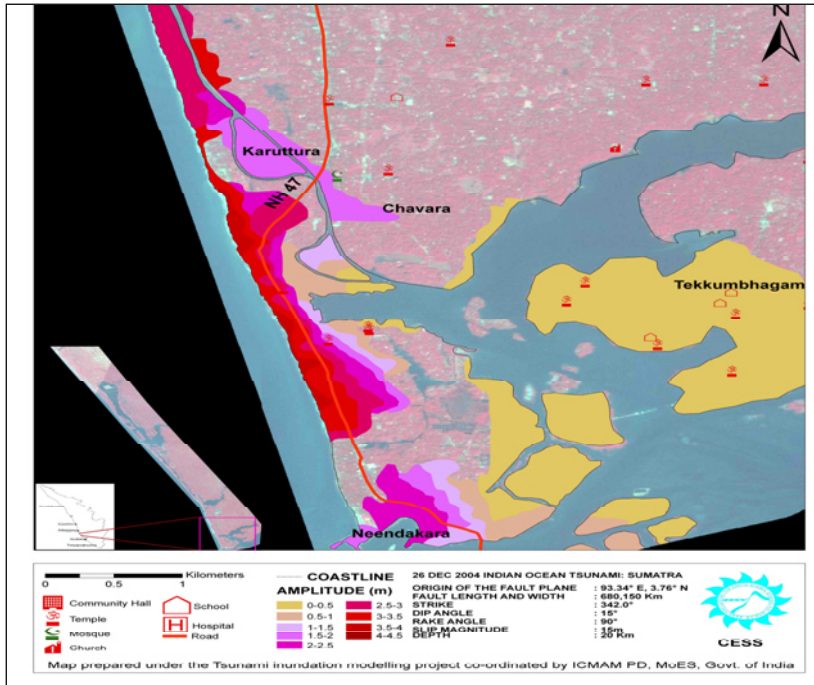 N
Karuttura
NH 47
Chavara
Tekkumbhagam
Neendakara
Kilometers
0 0.5 1
Community Hall
Temple
Mosque
Church
School
Hospital
Road
COASTLINE
AMPLITUDE (m)
0-0.5
0.5-1
1-1.5
1.5-2
2-2.5
2.5-3
3-3.5
3.5-4
4-4.5
26 DEC 2004 INDIAN OCEAN TSUNAMI: SUMATRA
ORIGIN OF THE FAULT PLANE : 93.34° E, 3.76° N
FAULT LENGTH AND WIDTH : 680,150 Km
STRIKE : 342.0°
DIP ANGLE : 15°
RAKE ANGLE : 90°
SLIP MAGNITUDE : 15m
DEPTH : 20 Km
CESS
Map prepared under the Tsunami inundation modelling project co-ordinated by ICMAM PD, MoES, Govt. of India